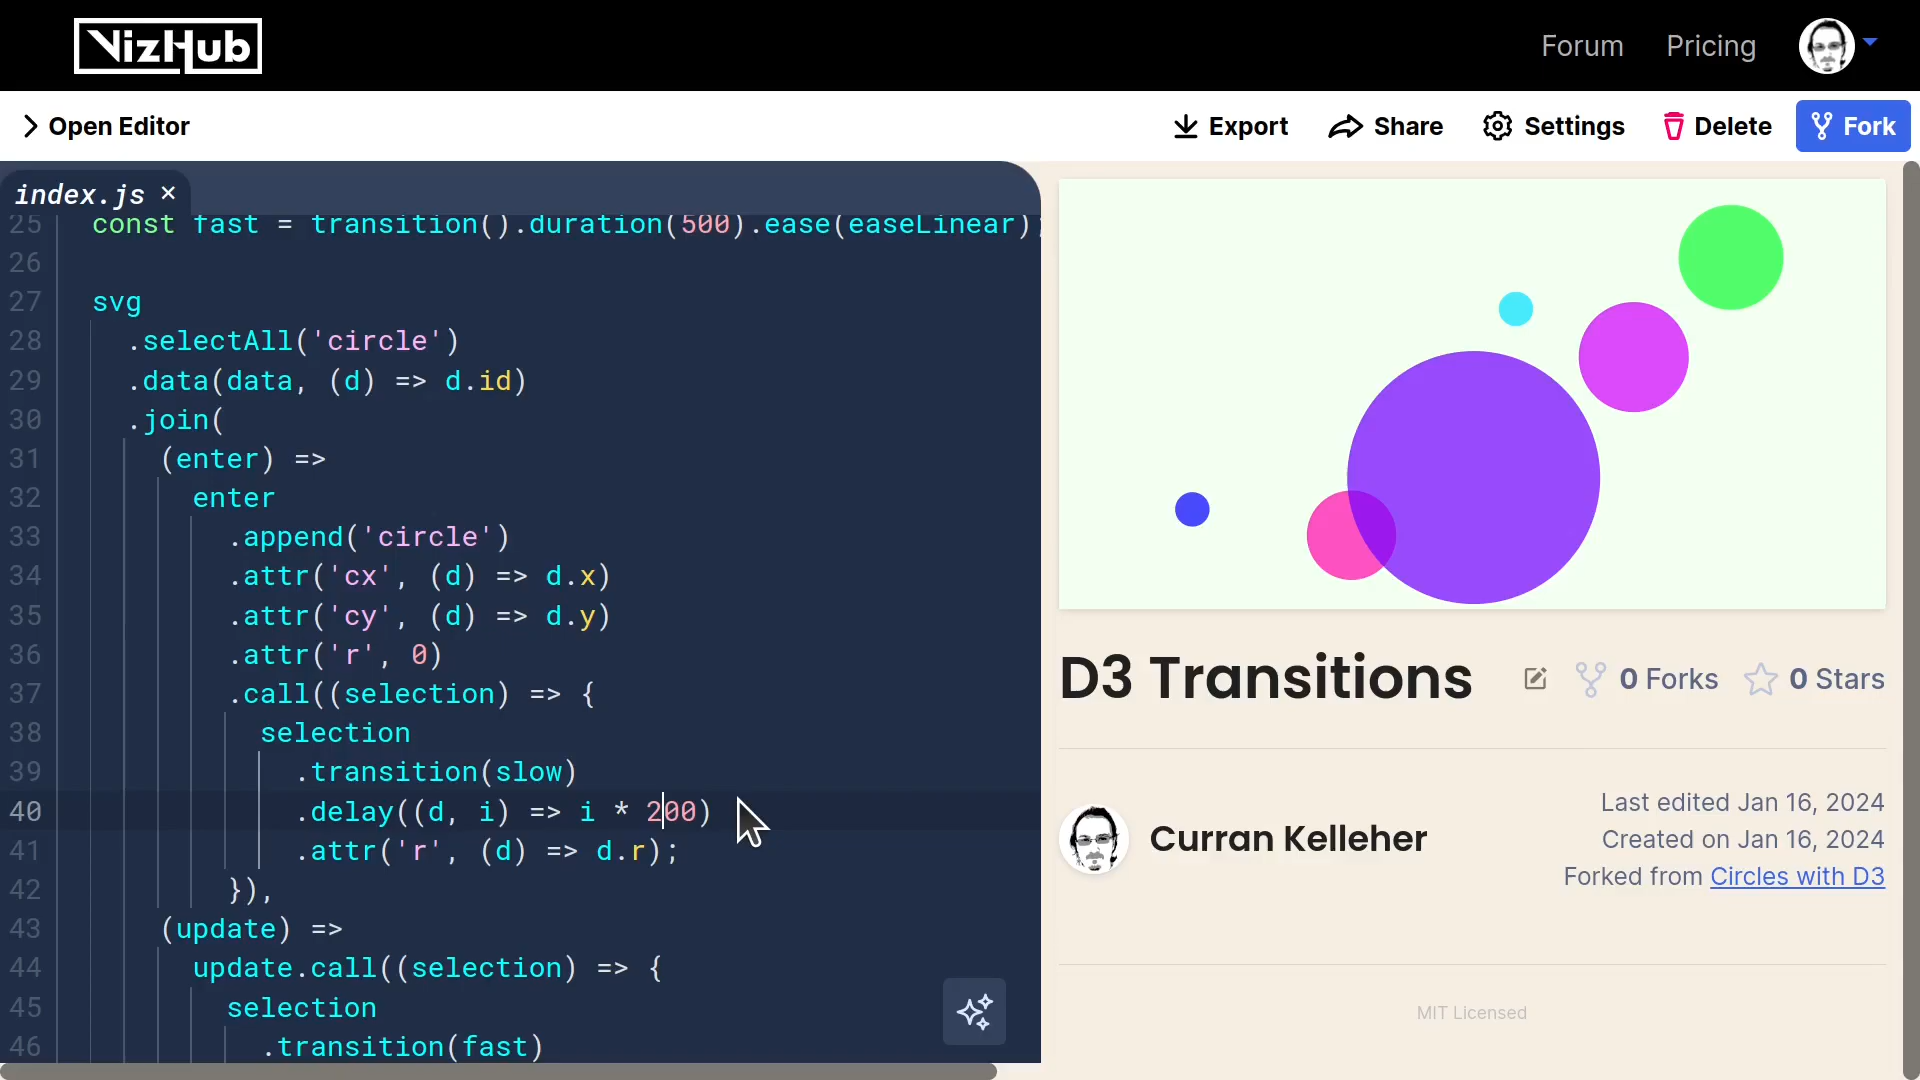 VizHub
Forum
Pricing
Open Editor
Export
Share
Settings
Delete
Fork
index.js ×
25 const fast = transition().duration(500).ease(easeLinear);
26
27 svg
28 .selectAll('circle')
29 .data(data, (d) => d.id)
30 .join(
31 (enter) =>
32 enter
33 .append('circle')
34 .attr('cx', (d) => d.x)
35 .attr('cy', (d) => d.y)
36 .attr('r', 0)
37 .call((selection) => {
38 selection
39 .transition(slow)
40 .delay((d, i) => i * 200)
41 .attr('r', (d) => d.r);
42 }),
43 (update) =>
44 update.call((selection) => {
45 selection
46 .transition(fast)
D3 Transitions
0 Forks
0 Stars
Curran Kelleher
Last edited Jan 16, 2024
Created on Jan 16, 2024
Forked from Circles with D3
MIT Licensed